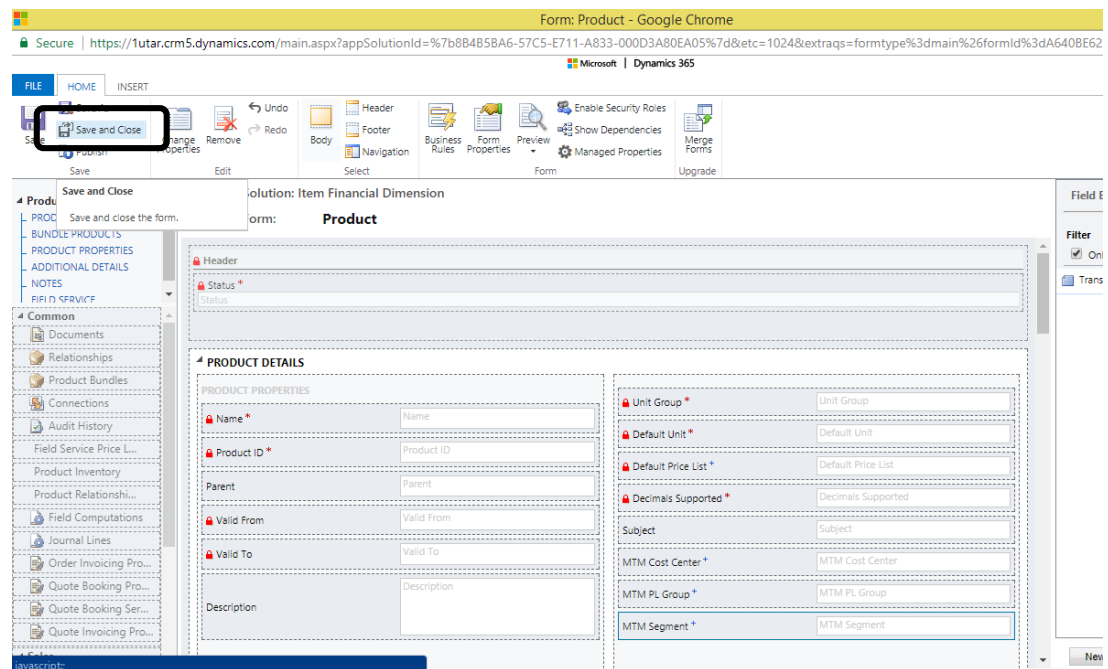 Form: Product - Google Chrome
Secure | https://1utar.crm5.dynamics.com/main.aspx?appSolutionId=%7b8B4B5BA6-57C5-E711-A833-000D3A80EA05%7d&etc=1024&extraqs=formtype%3dmain%26formId%3dA640BE62
Microsoft | Dynamics 365
FILE HOME INSERT
Save and Close
Publish
Properties
Remove
Undo
Redo
Body
Header
Footer
Navigation
Business Rules
Form Properties
Preview
Enable Security Roles
Show Dependencies
Managed Properties
Merge Forms
Save Edit Select Form Upgrade
Save and Close
Save and close the form.
Item Financial Dimension
Product
BUNDLE PRODUCTS
PRODUCT PROPERTIES
ADDITIONAL DETAILS
NOTES
FIELD SERVICE
Common
Documents
Relationships
Product Bundles
Connections
Audit History
Field Service Price L...
Product Inventory
Product Relationshi...
Field Computations
Journal Lines
Order Invoicing Pro...
Quote Booking Pro...
Quote Booking Ser...
Quote Invoicing Pro...
Sales
javascript:;
Header
Status *
Status
PRODUCT DETAILS
PRODUCT PROPERTIES
Name * Name
Product ID * Product ID
Parent Parent
Valid From Valid From
Valid To Valid To
Description Description
Unit Group * Unit Group
Default Unit * Default Unit
Default Price List + Default Price List
Decimals Supported * Decimals Supported
Subject Subject
MTM Cost Center + MTM Cost Center
MTM PL Group + MTM PL Group
MTM Segment + MTM Segment
Field E
Filter
Onl
Trans
New